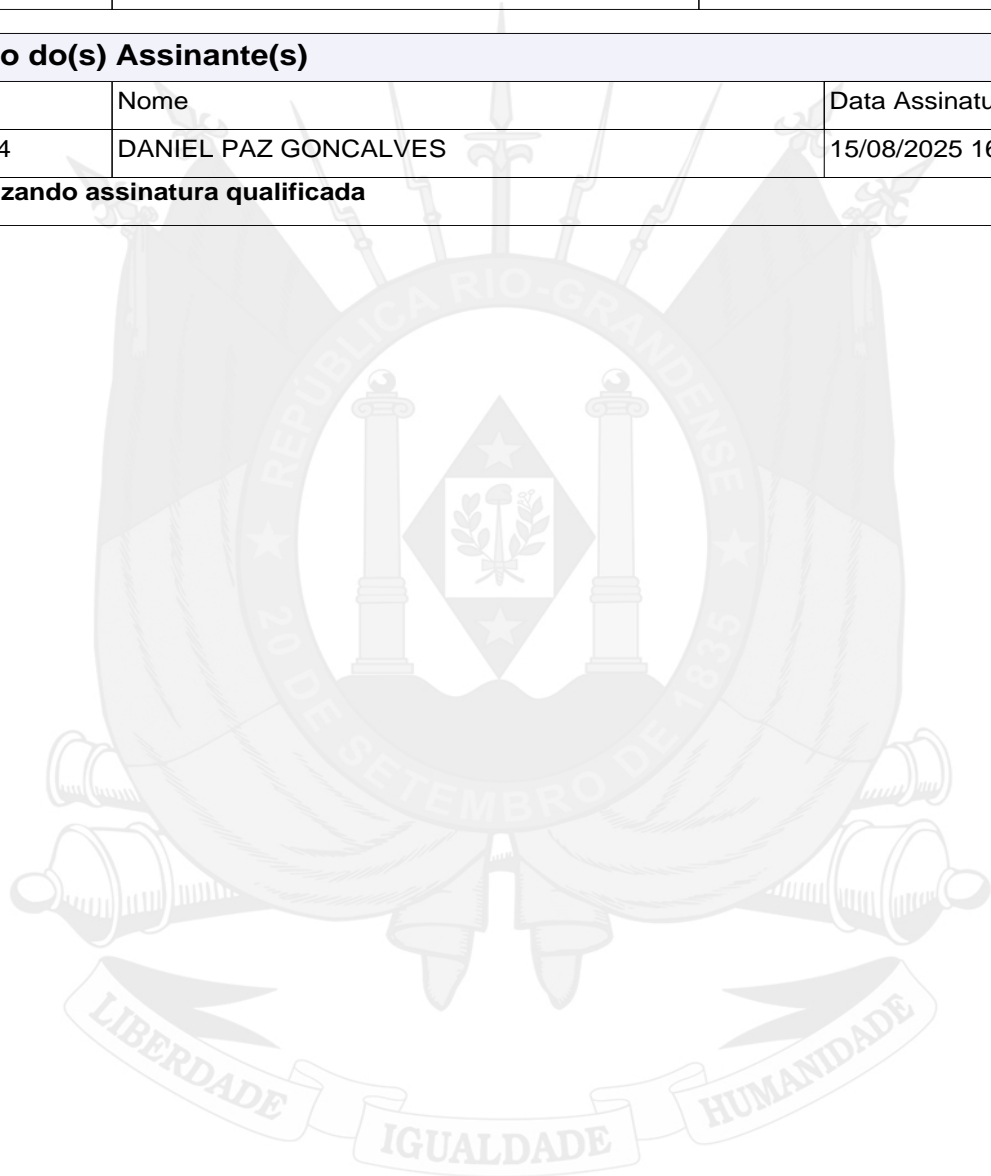 o do(s) Assinante(s)
Nome
Data Assinatu
4
DANIEL PAZ GONCALVES
15/08/2025 16
zando assinatura qualificada
REPÚBLICA RIO-GRANDENSE
20 DE SETEMBRO DE 1835
LIBERDADE
IGUALDADE
HUMANIDADE